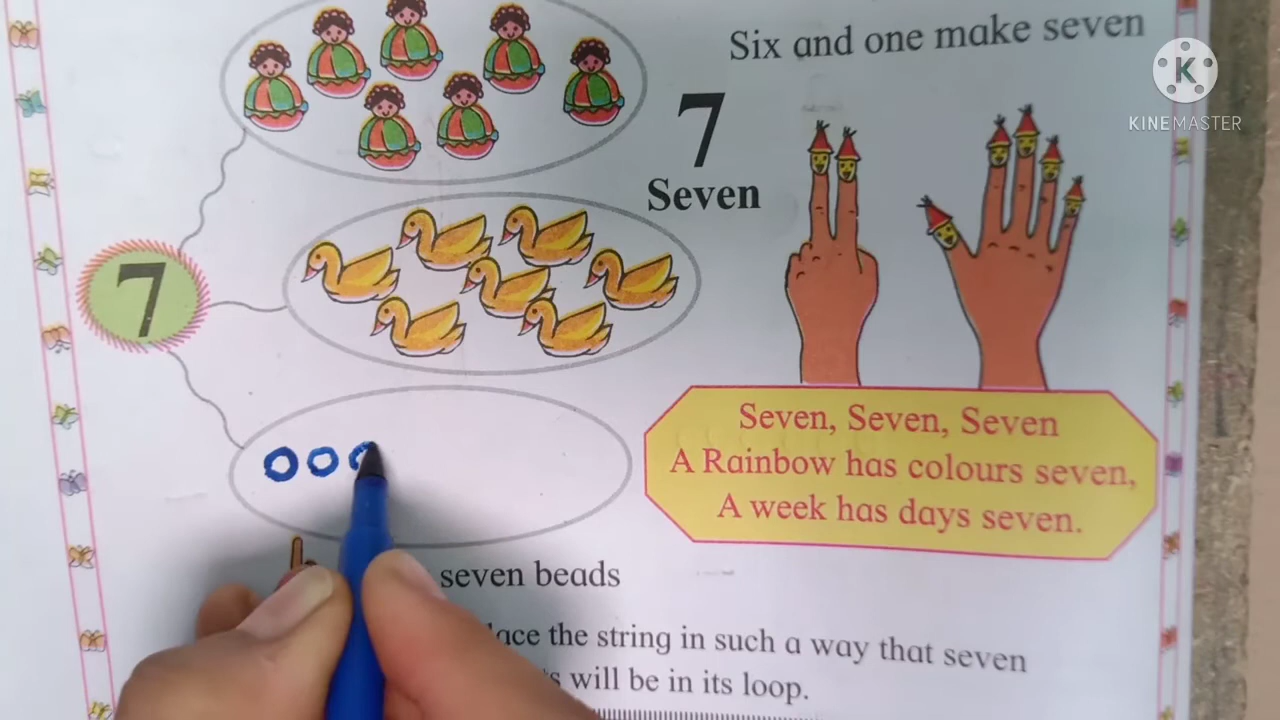 Six and one make seven
K
KINEMASTER
7
Seven
7
Seven, Seven, Seven
A Rainbow has colours seven,
A week has days seven.
seven beads
the string in such a way that seven
will be in its loop.